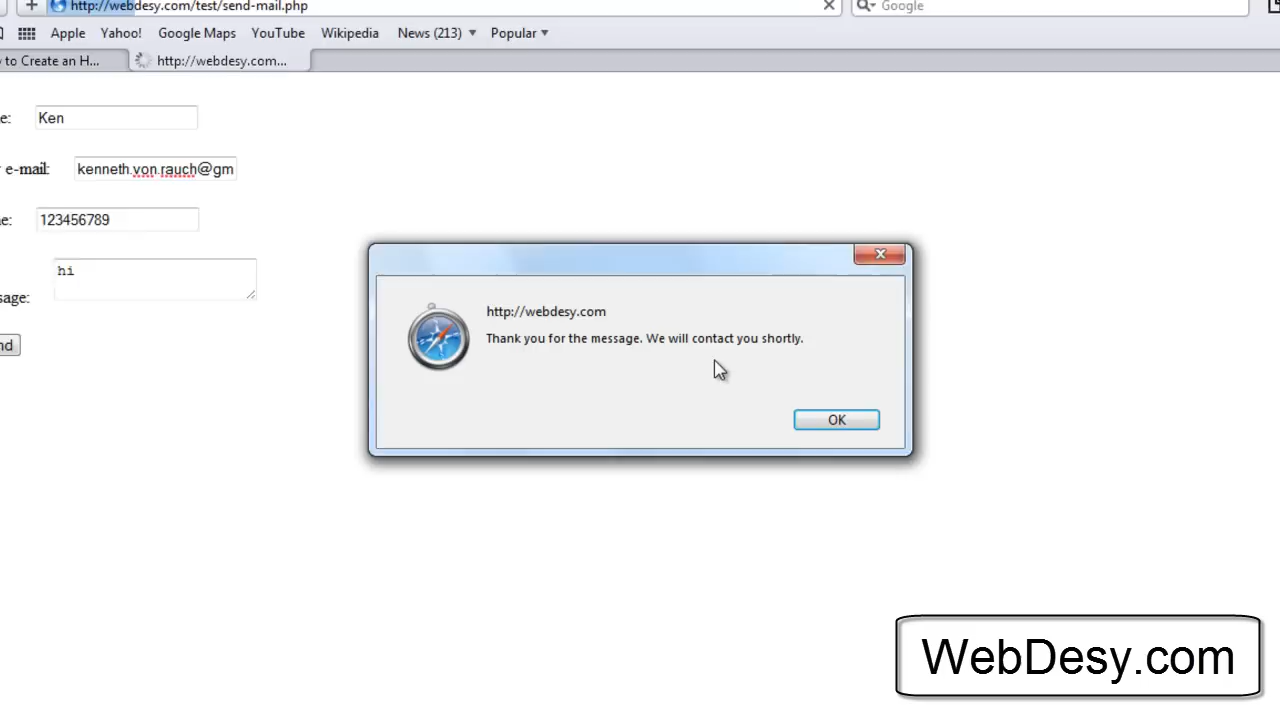 http://webdesy.com/test/send-mail.php
Google
Apple Yahoo! Google Maps YouTube Wikipedia News (213) Popular
to Create an H... http://webdesy.com...
e: Ken
e-mail: kenneth.von.rauch@gm
e: 123456789
hi
sage:
nd
http://webdesy.com
Thank you for the message. We will contact you shortly.
OK
WebDesy.com